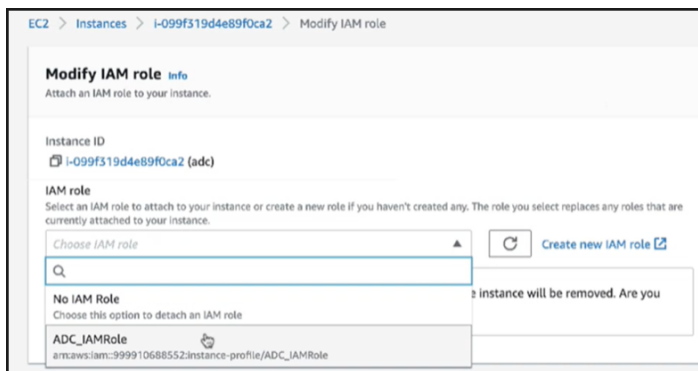 EC2 > Instances > i-099f319d4e89f0ca2 > Modify IAM role
Modify IAM role Info
Attach an IAM role to your instance.
Instance ID
i-099f319d4e89f0ca2 (adc)
IAM role
Select an IAM role to attach to your instance or create a new role if you haven't created any. The role you select replaces any roles that are
currently attached to your instance.
Choose IAM role
Create new IAM role
e instance will be removed. Are you
No IAM Role
Choose this option to detach an IAM role
ADC_IAMRole
arn:aws:iam::999910688552:instance-profile/ADC_IAMRole